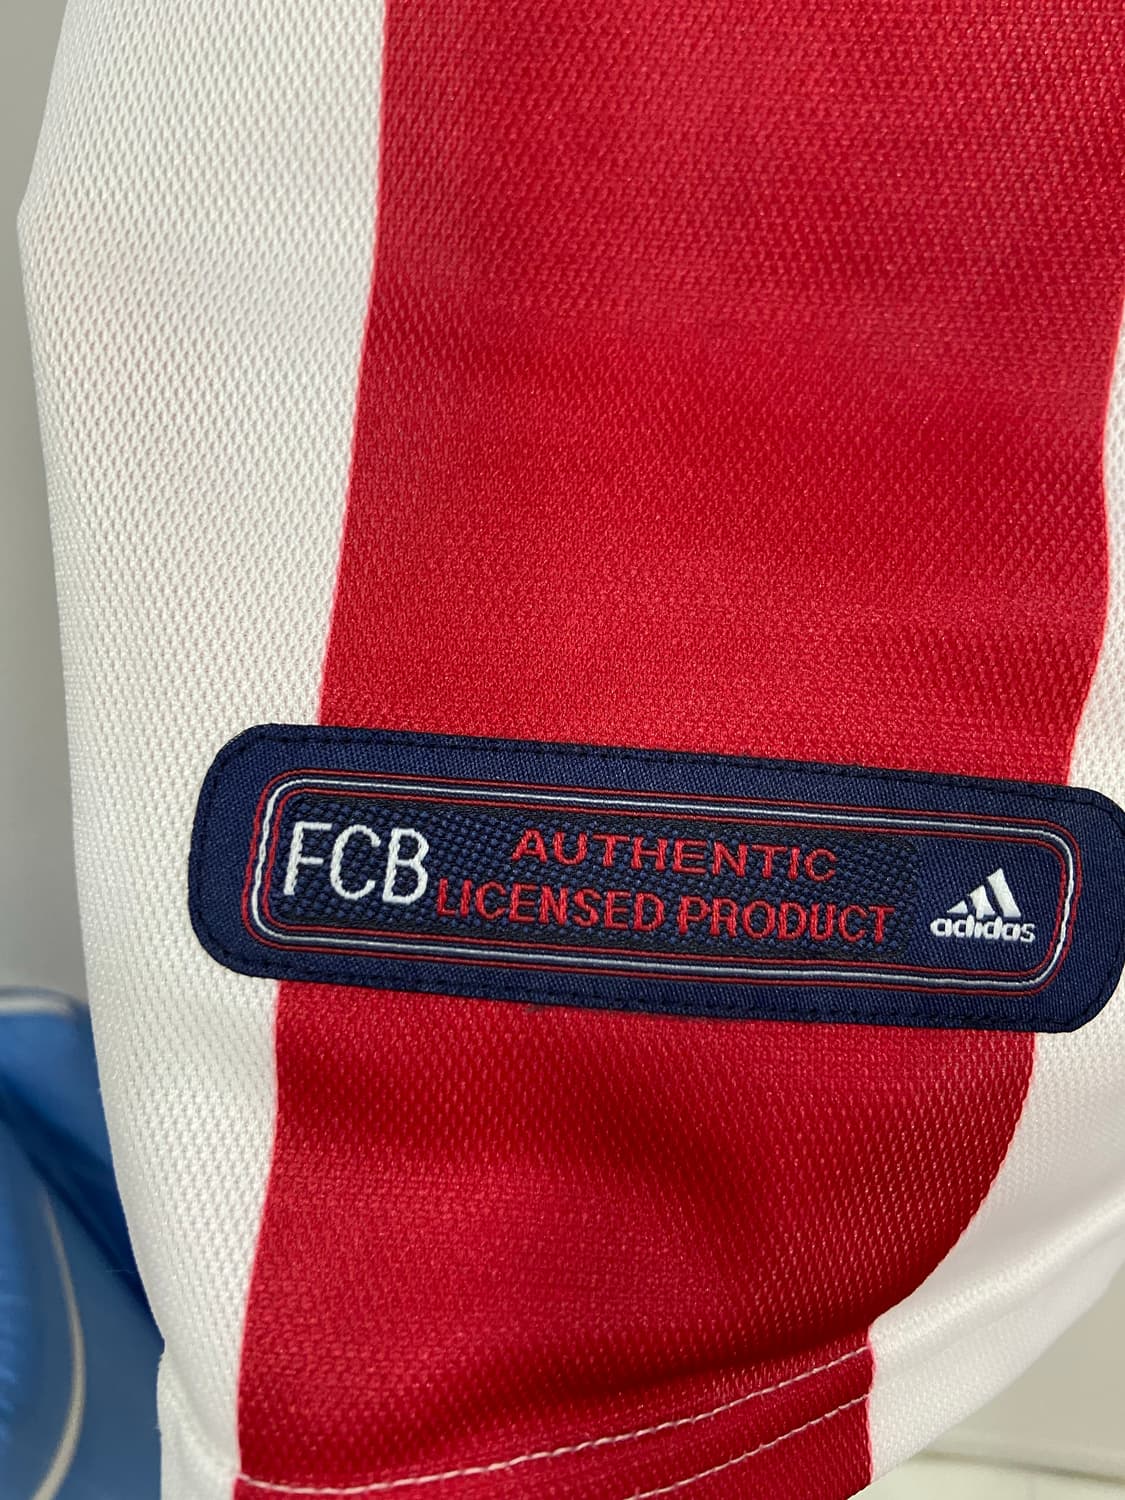 FCB
AUTHENTIC
LICENSED PRODUCT
adidas